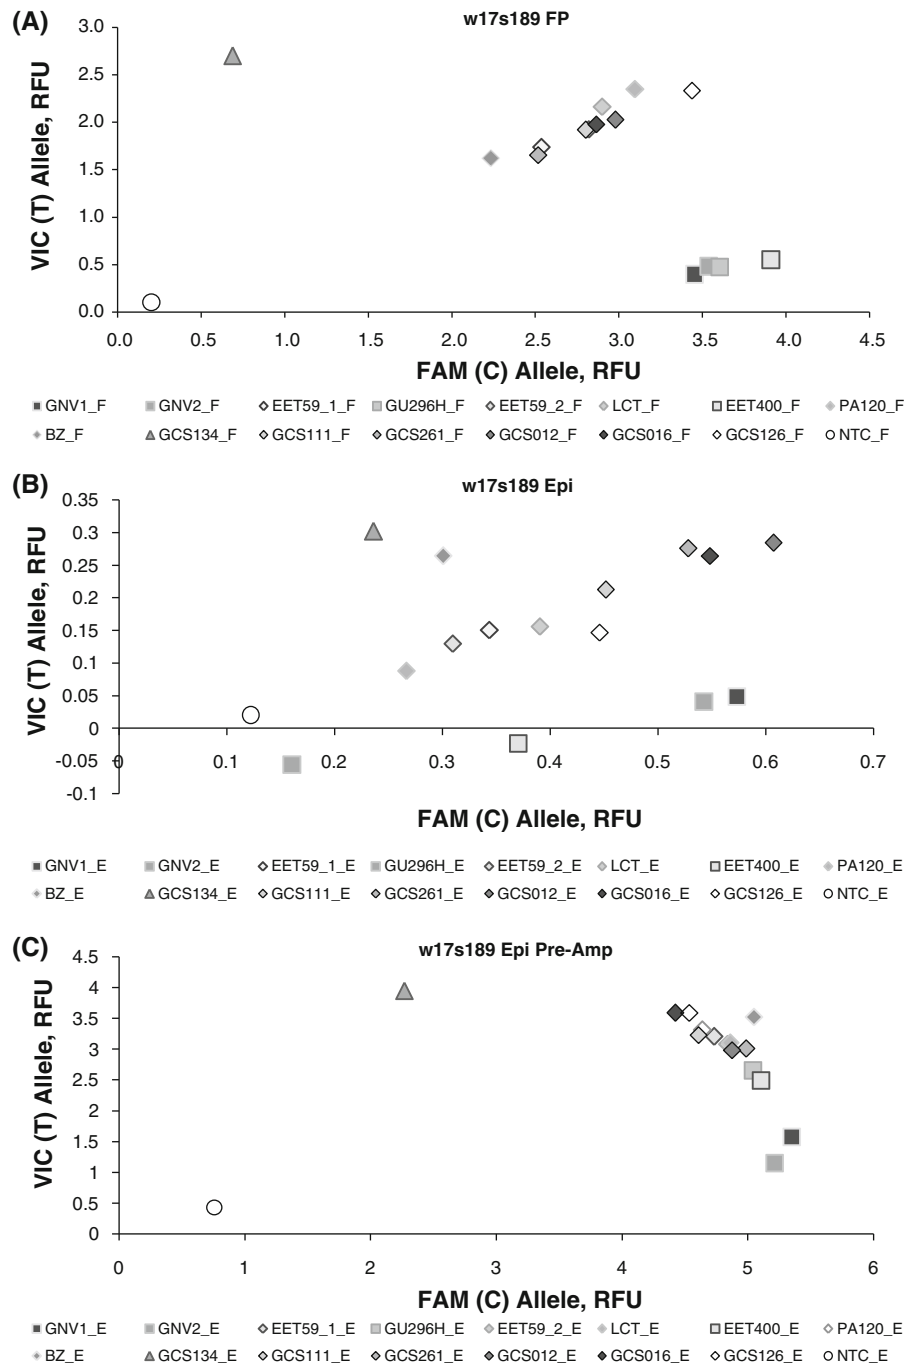 (A)
w17s189 FP
VIC (T) Allele, RFU
3.0
2.5
2.0
1.5
1.0
0.5
0.0
0.0 0.5 1.0 1.5 2.0 2.5 3.0 3.5 4.0 4.5
FAM (C) Allele, RFU
GNV1_F GNV2_F EET59_1_F GU296H_F EET59_2_F LCT_F EET400_F PA120_F
BZ_F GCS134_F GCS111_F GCS261_F GCS012_F GCS016_F GCS126_F NTC_F
(B)
w17s189 Epi
VIC (T) Allele, RFU
0.35
0.3
0.25
0.2
0.15
0.1
0.05
0
-0.05
-0.1
0 0.1 0.2 0.3 0.4 0.5 0.6 0.7
FAM (C) Allele, RFU
GNV1_E GNV2_E EET59_1_E GU296H_E EET59_2_E LCT_E EET400_E PA120_E
BZ_E GCS134_E GCS111_E GCS261_E GCS012_E GCS016_E GCS126_E NTC_E
(C)
w17s189 Epi Pre-Amp
VIC (T) Allele, RFU
4.5
4
3.5
3
2.5
2
1.5
1
0.5
0
0 1 2 3 4 5 6
FAM (C) Allele, RFU
GNV1_E GNV2_E EET59_1_E GU296H_E EET59_2_E LCT_E EET400_E PA120_E
BZ_E GCS134_E GCS111_E GCS261_E GCS012_E GCS016_E GCS126_E NTC_E